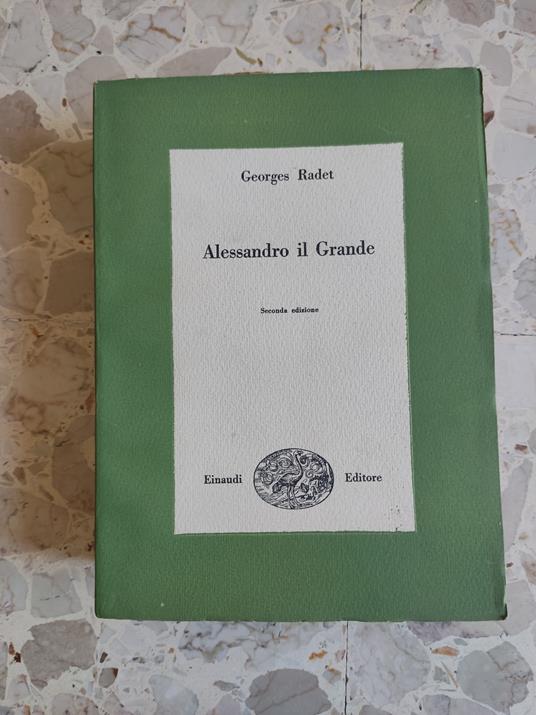 Georges Radet
Alessandro il Grande
Seconda edizione
Einaudi Editore